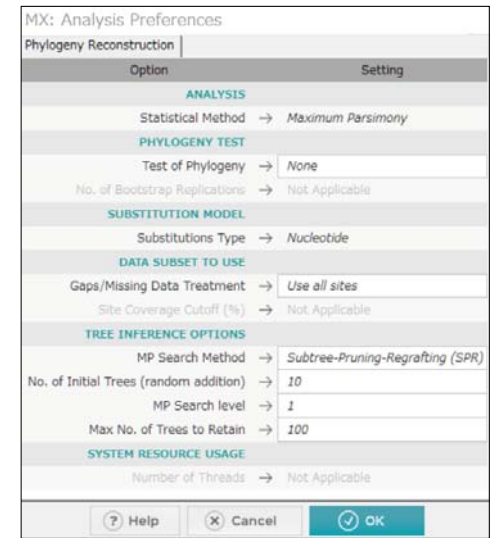 MX: Analysis Preferences
Phylogeny Reconstruction
Option Setting
ANALYSIS
Statistical Method → Maximum Parsimony
PHYLOGENY TEST
Test of Phylogeny → None
No. of Bootstrap Replications → Not Applicable
SUBSTITUTION MODEL
Substitutions Type → Nucleotide
DATA SUBSET TO USE
Gaps/Missing Data Treatment → Use all sites
Site Coverage Cutoff (%) → Not Applicable
TREE INFERENCE OPTIONS
MP Search Method → Subtree-Pruning-Regrafting (SPR)
No. of Initial Trees (random addition) → 10
MP Search level → 1
Max No. of Trees to Retain → 100
SYSTEM RESOURCE USAGE
Number of Threads → Not Applicable
? Help X Cancel ✓ OK